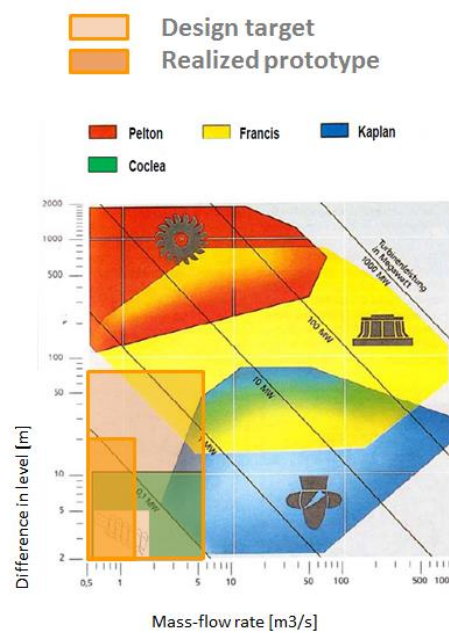 Design target
Realized prototype
Pelton
Francis
Kaplan
Coclea
2000
1000
500
100
50
10
5
2
Turbinenleistung
in Megawatt
1000 MW
100 MW
10 MW
1 MW
0,1 MW
Difference in level [m]
0,5
1
5
10
50
100
500
1000
Mass-flow rate [m3/s]